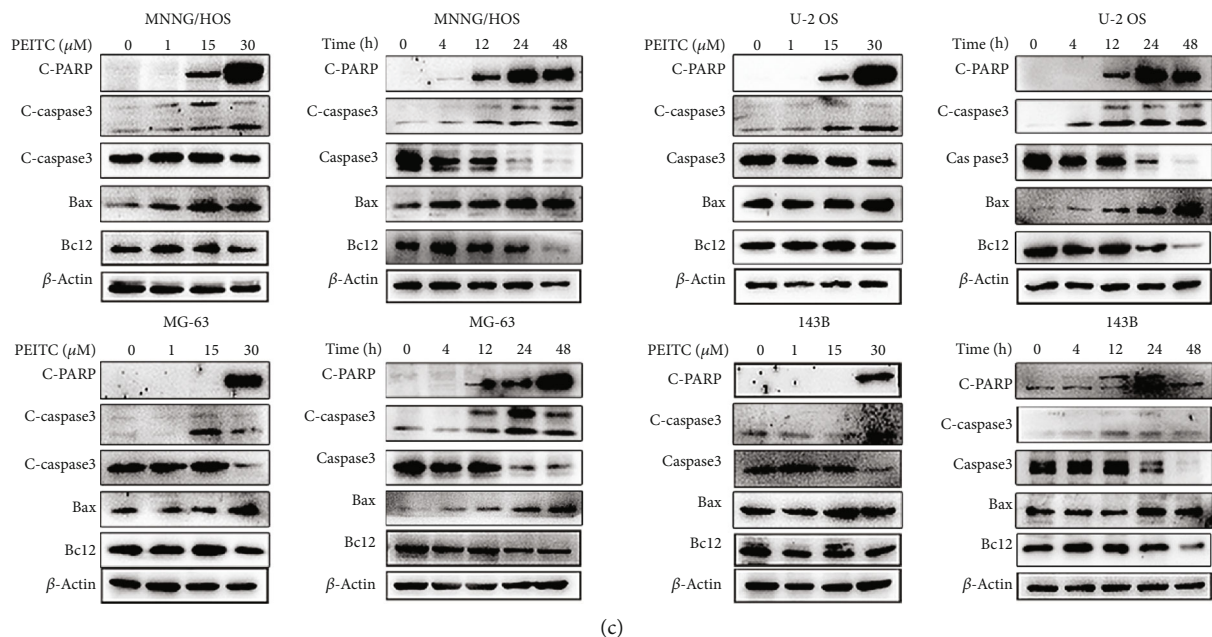 MNNG/HOS
PEITC (μM) 0 1 15 30
C-PARP
C-caspase3
C-caspase3
Bax
Bc12
β-Actin
MNNG/HOS
Time (h) 0 4 12 24 48
C-PARP
C-caspase3
Caspase3
Bax
Bc12
β-Actin
U-2 OS
PEITC (μM) 0 1 15 30
C-PARP
C-caspase3
Caspase3
Bax
Bc12
β-Actin
U-2 OS
Time (h) 0 4 12 24 48
C-PARP
C-caspase3
Cas pase3
Bax
Bc12
β-Actin
MG-63
PEITC (μM) 0 1 15 30
C-PARP
C-caspase3
C-caspase3
Bax
Bc12
β-Actin
MG-63
Time (h) 0 4 12 24 48
C-PARP
C-caspase3
Caspase3
Bax
Bc12
β-Actin
143B
PEITC (μM) 0 1 15 30
C-PARP
C-caspase3
Caspase3
Bax
Bc12
β-Actin
143B
Time (h) 0 4 12 24 48
C-PARP
C-caspase3
Caspase3
Bax
Bc12
β-Actin
(c)